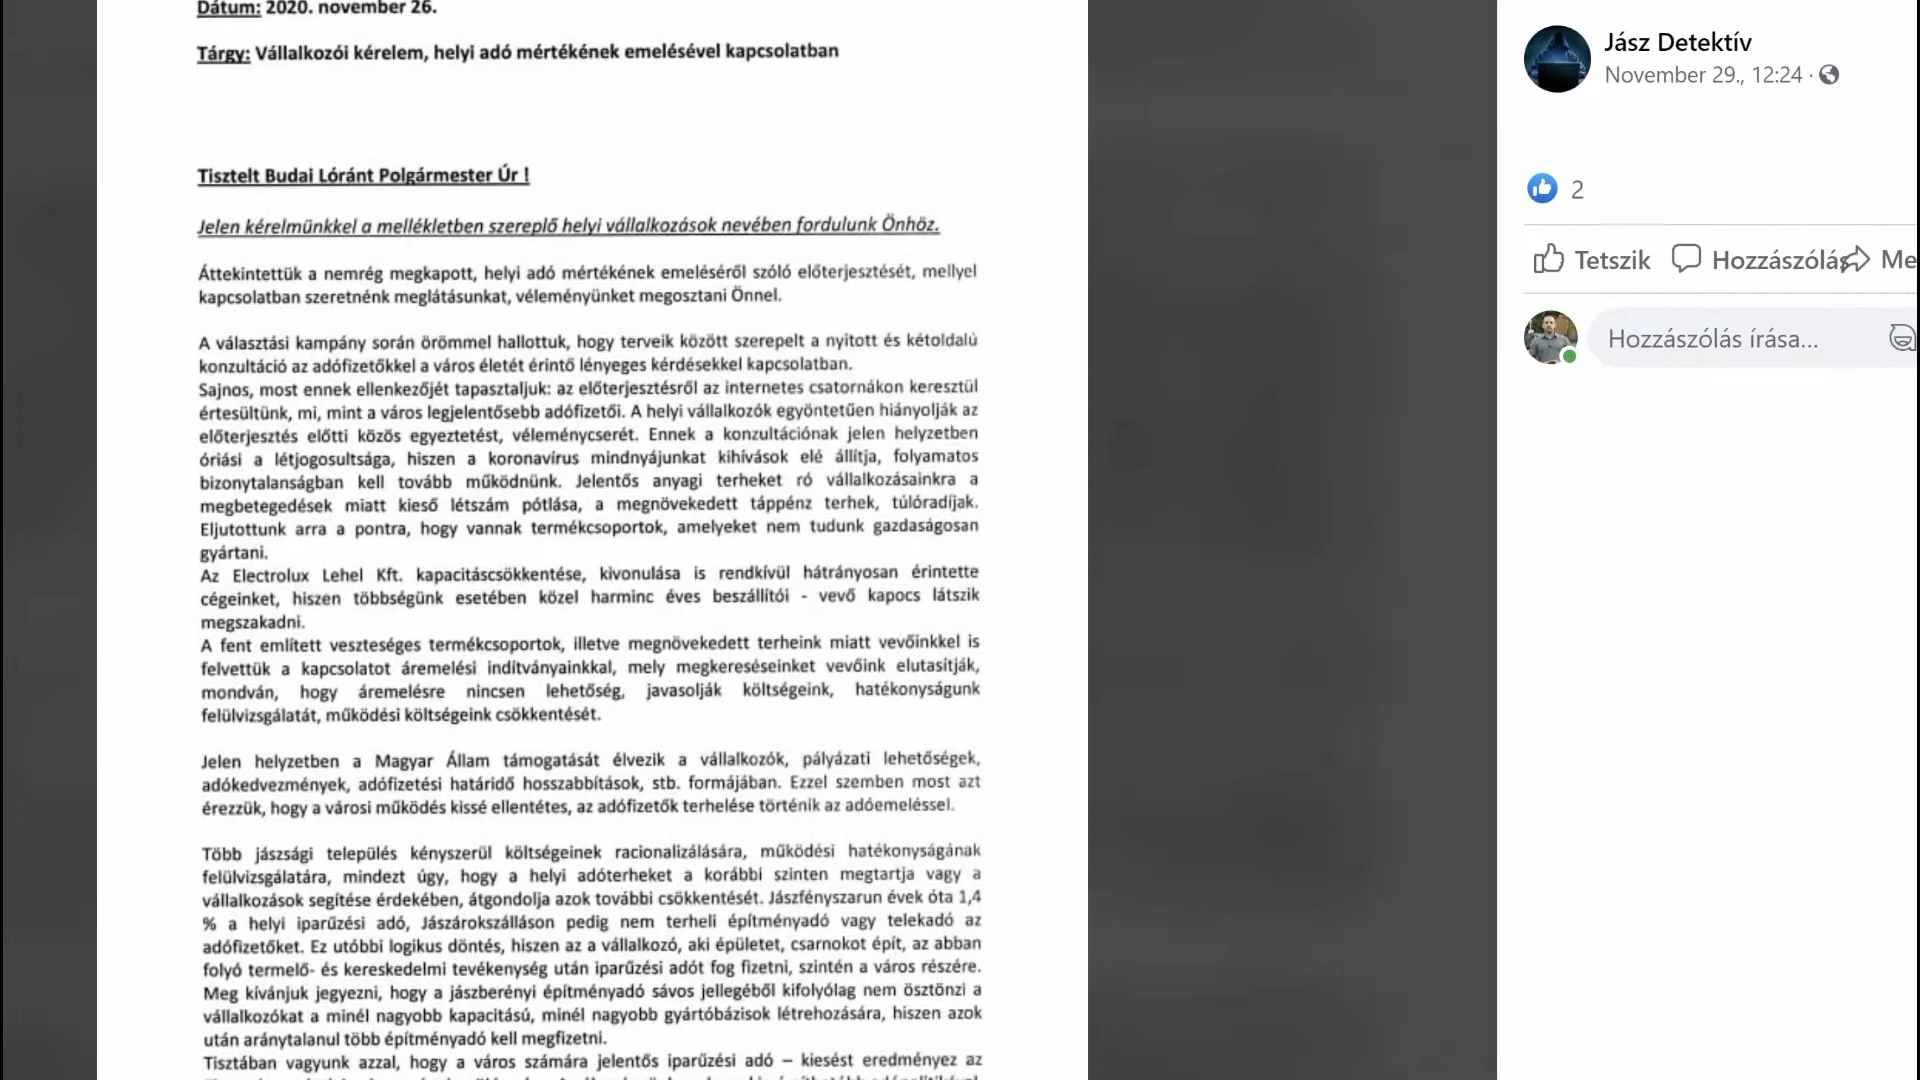 Dátum: 2020. november 26.
Tárgy: Vállalkozói kérelem, helyi adó mértékének emelésével kapcsolatban
Tisztelt Budai Lóránt Polgármester Úr !
Jelen kérelmünkkel a mellékletben szereplő helyi vállalkozások nevében fordulunk Önhöz.
Áttekintettük a nemrég megkapott, helyi adó mértékének emeléséről szóló előterjesztését, mellyel
kapcsolatban szeretnénk meglátásunkat, véleményünket megosztani Önnel.
A választási kampány során örömmel hallottuk, hogy terveik között szerepelt a nyitott és kétoldalú
konzultáció az adófizetőkkel a város életét érintő lényeges kérdésekkel kapcsolatban.
Sajnos, most ennek ellenkezőjét tapasztaljuk: az előterjesztésről az internetes csatornákon keresztül
értesültünk, mi, mint a város legjelentősebb adófizetői. A helyi vállalkozók egyöntetűen hiányolják az
előterjesztés előtti közös egyeztetést, véleménycserét. Ennek a konzultációnak jelen helyzetben
óriási a létjogosultsága, hiszen a koronavírus mindnyájunkat kihívások elé állítja, folyamatos
bizonytalanságban kell tovább működnünk. Jelentős anyagi terheket ró vállalkozásainkra a
megbetegedések miatt kieső létszám pótlása, a megnövekedett táppénz terhek, túlóradíjak.
Eljutottunk arra a pontra, hogy vannak termékcsoportok, amelyeket nem tudunk gazdaságosan
gyártani.
Az Electrolux Lehel Kft. kapacitáscsökkentése, kivonulása is rendkívül hátrányosan érintette
cégeinket, hiszen többségünk esetében közel harminc éves beszállítói - vevő kapocs látszik
megszakadni.
A fent említett veszteséges termékcsoportok, illetve megnövekedett terheink miatt vevőinkkel is
felvettük a kapcsolatot áremelési indítványainkkal, mely megkereséseinket vevőink elutasítják,
mondván, hogy áremelésre nincsen lehetőség, javasolják költségeink, hatékonyságunk
felülvizsgálatát, működési költségeink csökkentését.
Jelen helyzetben a Magyar Állam támogatását élvezik a vállalkozók, pályázati lehetőségek,
adókedvezmények, adófizetési határidő hosszabbítások, stb. formájában. Ezzel szemben most azt
érezzük, hogy a városi működés kissé ellentétes, az adófizetők terhelése történik az adóemeléssel.
Több jászsági település kényszerül költségeinek racionalizálására, működési hatékonyságának
felülvizsgálatára, mindezt úgy, hogy a helyi adóterheket a korábbi szinten megtartja vagy a
vállalkozások segítése érdekében, átgondolja azok további csökkentését. Jászfényszarun évek óta 1,4
% a helyi iparűzési adó, Jászárokszálláson pedig nem terheli építményadó vagy telekadó az
adófizetőket. Ez utóbbi logikus döntés, hiszen az a vállalkozó, aki épületet, csarnokot épít, az abban
folyó termelő- és kereskedelmi tevékenység után iparűzési adót fog fizetni, szintén a város részére.
Meg kívánjuk jegyezni, hogy a jászberényi építményadó sávos jellegéből kifolyólag nem ösztönzi a
vállalkozókat a minél nagyobb kapacitású, minél nagyobb gyártóbázisok létrehozására, hiszen azok
után aránytalanul több építményadó kell megfizetni.
Tisztában vagyunk azzal, hogy a város számára jelentős iparűzési adó – kiesést eredményez az
Jász Detektív
November 29., 12:24 ·
2
Tetszik Hozzászólás Me
Hozzászólás írása...